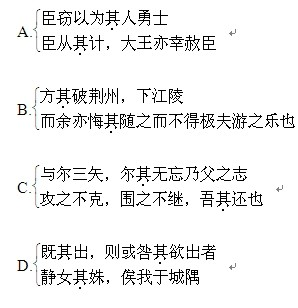 A.
臣窃以为其人勇士
臣从其计，大王亦幸赦臣
B.
方其破荆州，下江陵
而余亦悔其随之而不得极夫游之乐也
C.
与尔三矢，尔其无忘乃父之志
攻之不克，围之不继，吾其还也
D.
既其出，则或咎其欲出者
静女其姝，俟我于城隅